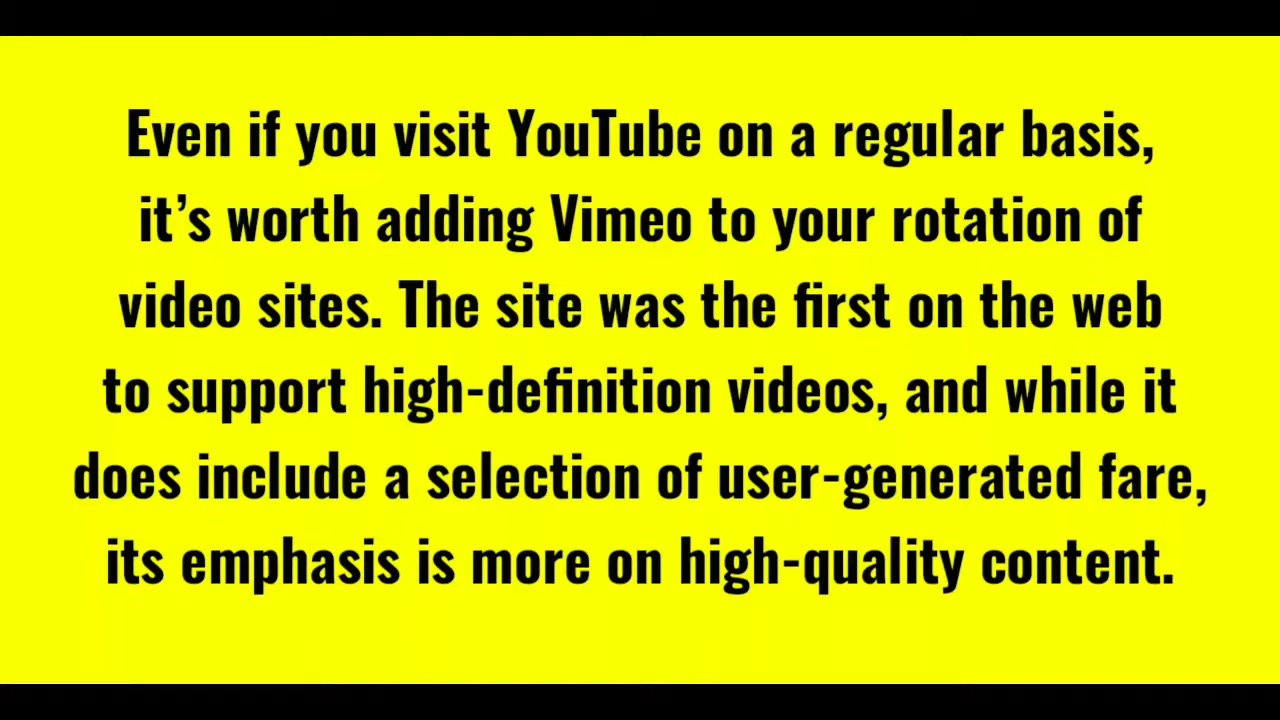 Even if you visit YouTube on a regular basis,
it’s worth adding Vimeo to your rotation of
video sites. The site was the first on the web
to support high-definition videos, and while it
does include a selection of user-generated fare,
its emphasis is more on high-quality content.